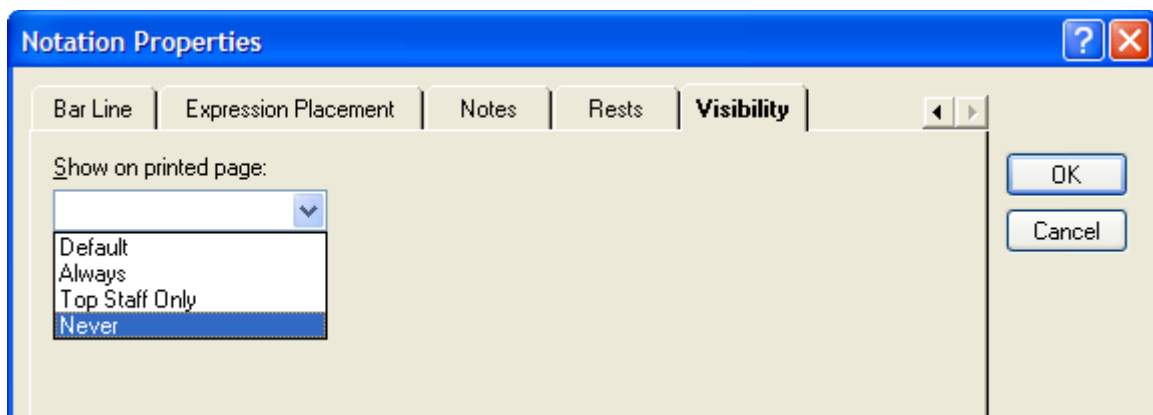 Notation Properties
Bar Line Expression Placement Notes Rests Visibility
Show on printed page:
OK
Default
Cancel
Always
Top Staff Only
Never